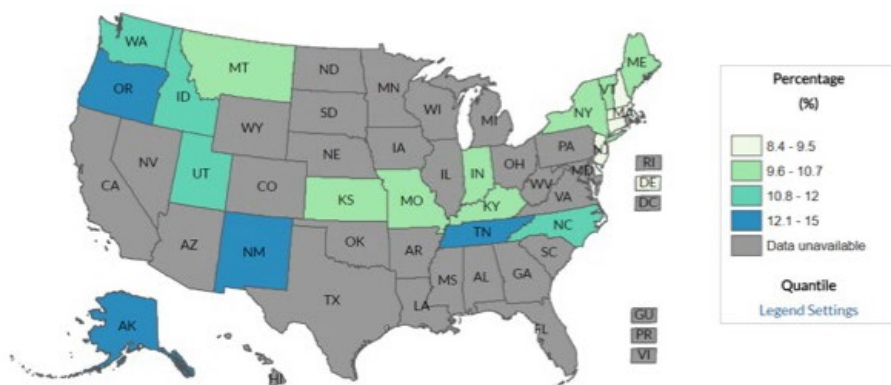 WA
MT
ND
MN
ME
OR
ID
SD
WI
VT
NY
MA
WY
MI
NE
IA
PA
NJ
NV
UT
IL
IN
OH
MD
CA
CO
KS
MO
WV
VA
KY
AZ
NM
OK
AR
TN
NC
SC
TX
LA
MS
AL
GA
FL
AK
HI
RI
DE
DC
GU
PR
VI
Percentage
(%)
8.4 - 9.5
9.6 - 10.7
10.8 - 12
12.1 - 15
Data unavailable
Quantile
Legend Settings